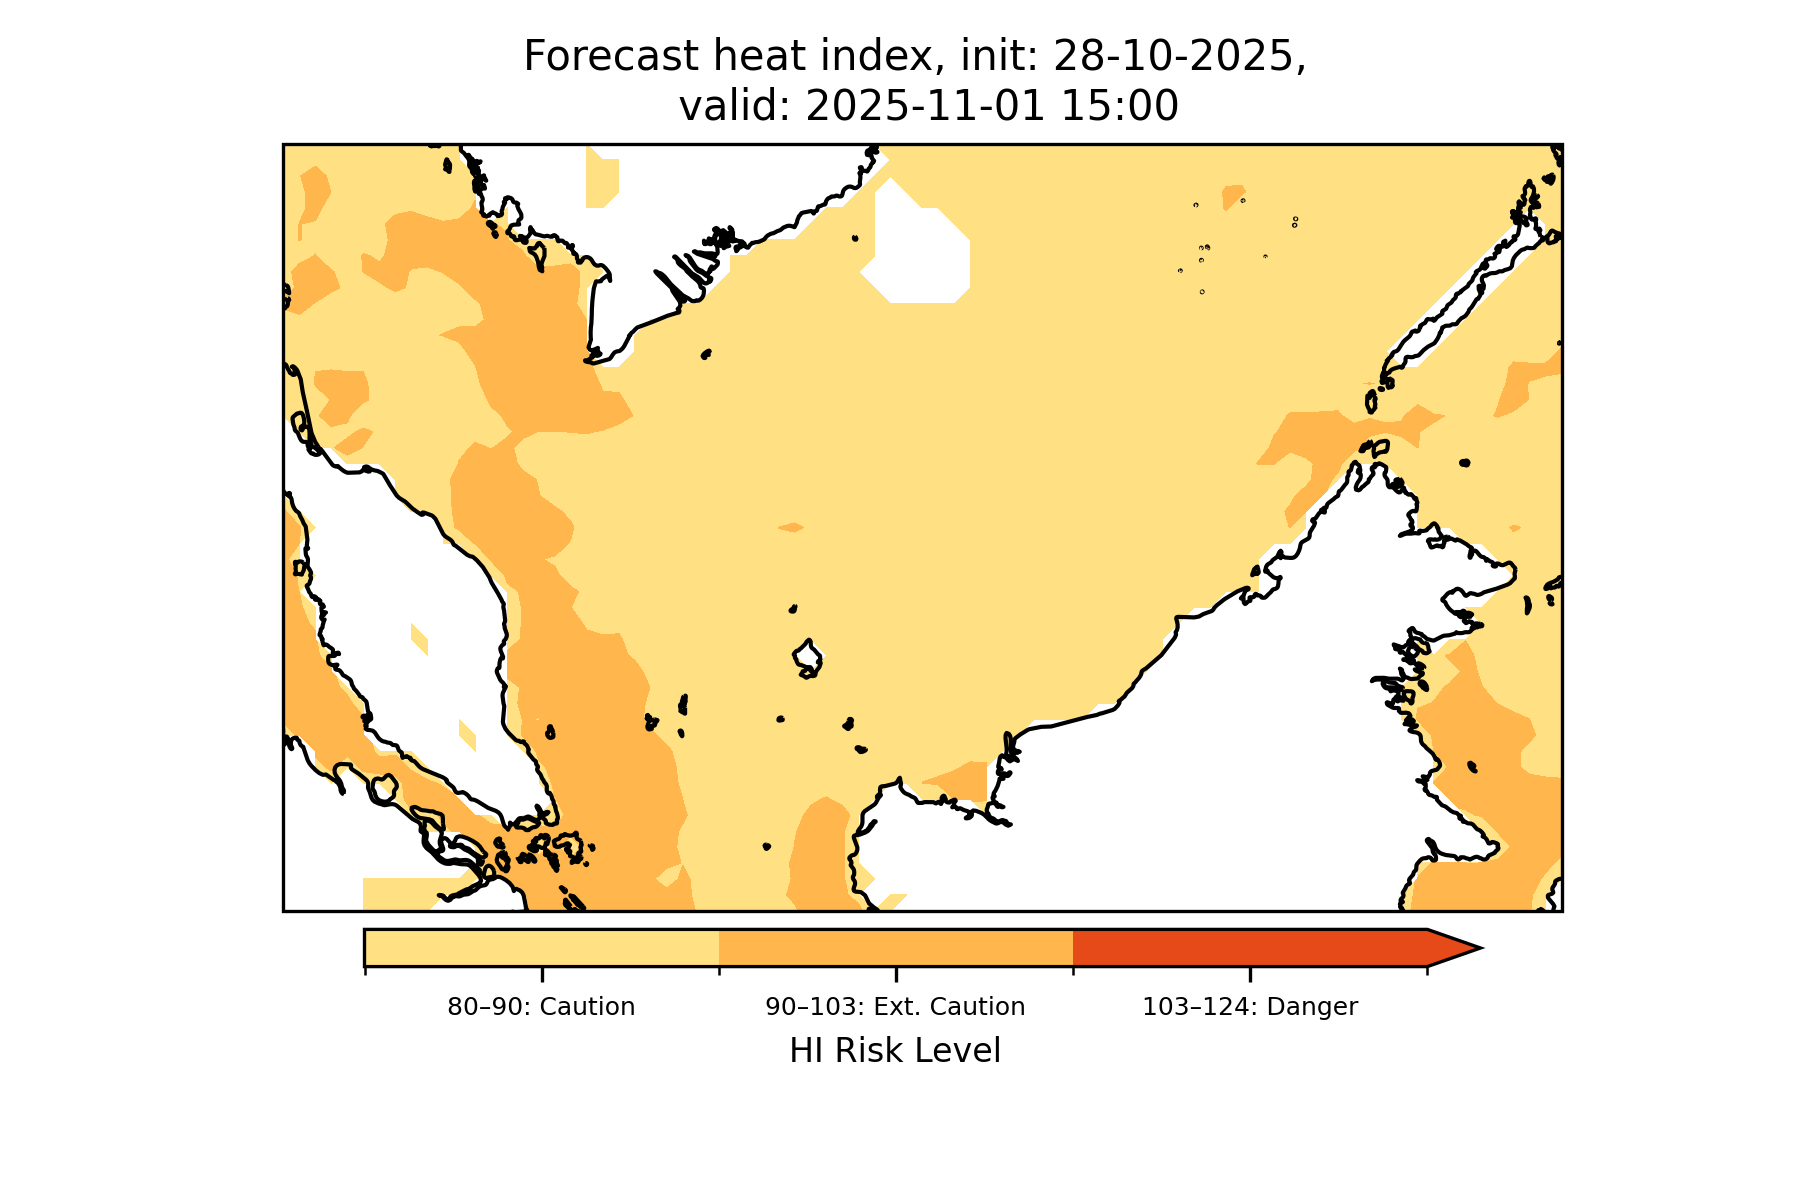 Forecast heat index, init: 28-10-2025,
valid: 2025-11-01 15:00
80–90: Caution
90–103: Ext. Caution
103–124: Danger
HI Risk Level